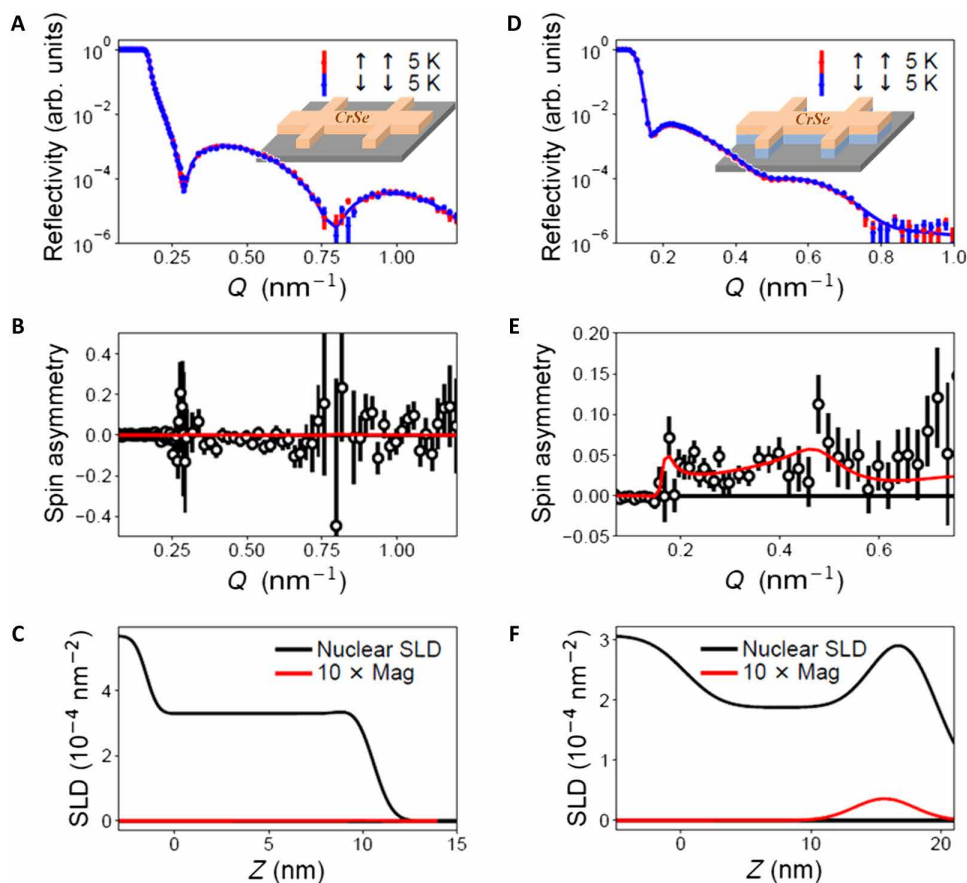 A
Reflectivity (arb. units)
10⁰
10⁻²
10⁻⁴
10⁻⁶
↑ ↑ 5 K
↓ ↓ 5 K
CrSe
0.25 0.50 0.75 1.00
Q (nm⁻¹)
D
Reflectivity (arb. units)
10⁰
10⁻²
10⁻⁴
10⁻⁶
↑ ↑ 5 K
↓ ↓ 5 K
CrSe
0.2 0.4 0.6 0.8 1.0
Q (nm⁻¹)
B
Spin asymmetry
0.4
0.2
0.0
−0.2
−0.4
0.25 0.50 0.75 1.00
Q (nm⁻¹)
E
Spin asymmetry
0.20
0.15
0.10
0.05
0.00
−0.05
0.2 0.4 0.6
Q (nm⁻¹)
C
SLD (10⁻⁴ nm⁻²)
4
2
0
Nuclear SLD
10 × Mag
0 5 10 15
Z (nm)
F
SLD (10⁻⁴ nm⁻²)
3
2
1
0
Nuclear SLD
10 × Mag
0 10 20
Z (nm)